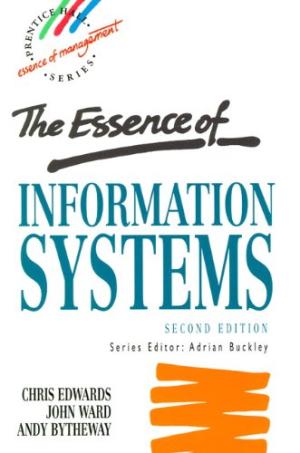 PRENTICE HALL
essence of management
SERIES
The Essence of
INFORMATION
SYSTEMS
SECOND EDITION
Series Editor: Adrian Buckley
CHRIS EDWARDS
JOHN WARD
ANDY BYTHEWAY